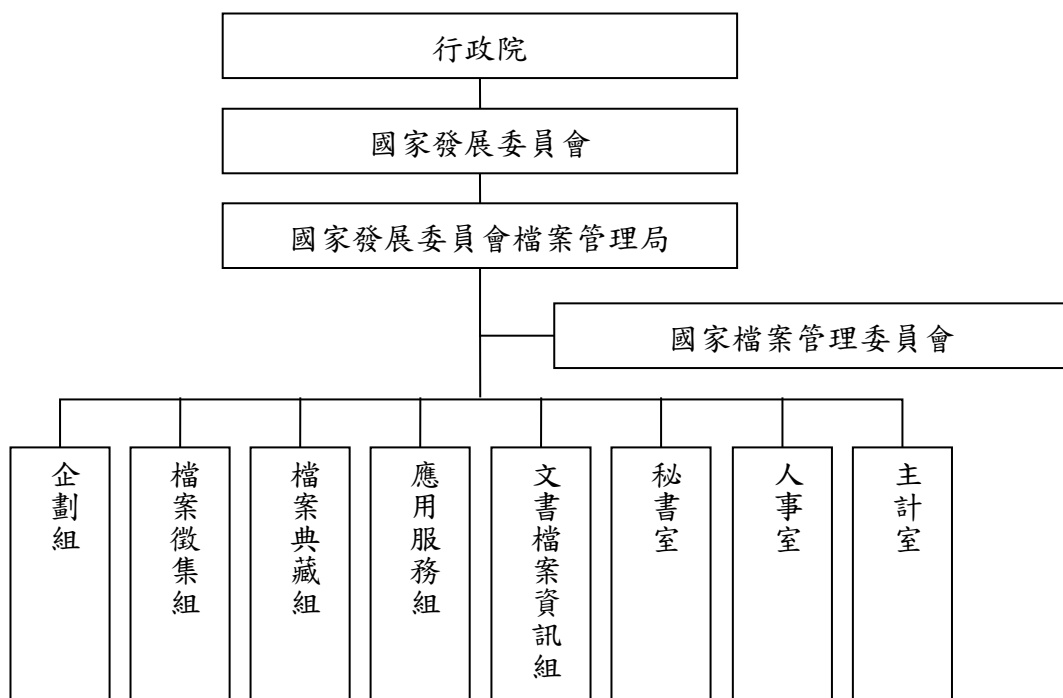 行政院
國家發展委員會
國家發展委員會檔案管理局
國家檔案管理委員會
企劃組
檔案徵集組
檔案典藏組
應用服務組
文書檔案資訊組
秘書室
人事室
主計室